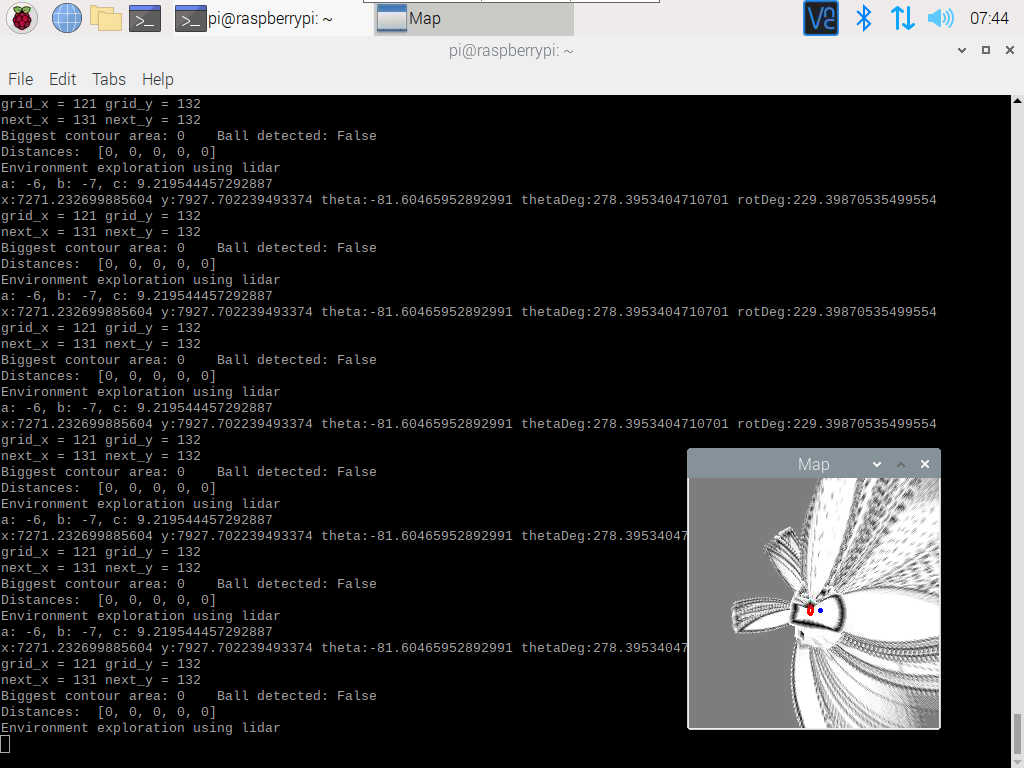 pi@raspberrypi: ~
Map
07:44
pi@raspberrypi: ~
File Edit Tabs Help
grid_x = 121 grid_y = 132
next_x = 131 next_y = 132
Biggest contour area: 0    Ball detected: False
Distances:  [0, 0, 0, 0, 0]
Environment exploration using lidar
a: -6, b: -7, c: 9.219544457292887
x:7271.232699885604 y:7927.702239493374 theta:-81.60465952892991 thetaDeg:278.3953404710701 rotDeg:229.39870535499554
grid_x = 121 grid_y = 132
next_x = 131 next_y = 132
Biggest contour area: 0    Ball detected: False
Distances:  [0, 0, 0, 0, 0]
Environment exploration using lidar
a: -6, b: -7, c: 9.219544457292887
x:7271.232699885604 y:7927.702239493374 theta:-81.60465952892991 thetaDeg:278.3953404710701 rotDeg:229.39870535499554
grid_x = 121 grid_y = 132
next_x = 131 next_y = 132
Biggest contour area: 0    Ball detected: False
Distances:  [0, 0, 0, 0, 0]
Environment exploration using lidar
a: -6, b: -7, c: 9.219544457292887
x:7271.232699885604 y:7927.702239493374 theta:-81.60465952892991 thetaDeg:278.3953404710701 rotDeg:229.39870535499554
grid_x = 121 grid_y = 132
next_x = 131 next_y = 132
Biggest contour area: 0    Ball detected: False
Distances:  [0, 0, 0, 0, 0]
Environment exploration using lidar
a: -6, b: -7, c: 9.219544457292887
x:7271.232699885604 y:7927.702239493374 theta:-81.60465952892991 thetaDeg:278.39534047
grid_x = 121 grid_y = 132
next_x = 131 next_y = 132
Biggest contour area: 0    Ball detected: False
Distances:  [0, 0, 0, 0, 0]
Environment exploration using lidar
a: -6, b: -7, c: 9.219544457292887
x:7271.232699885604 y:7927.702239493374 theta:-81.60465952892991 thetaDeg:278.39534047
grid_x = 121 grid_y = 132
next_x = 131 next_y = 132
Biggest contour area: 0    Ball detected: False
Distances:  [0, 0, 0, 0, 0]
Environment exploration using lidar
Map